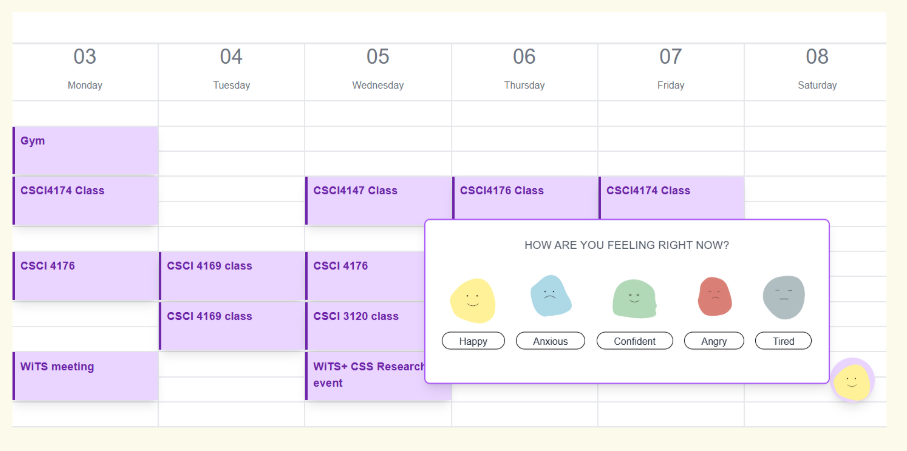 03
Monday
04
Tuesday
05
Wednesday
06
Thursday
07
Friday
08
Saturday
Gym
CSCI4174 Class
CSCI4147 Class
CSCI4176 Class
CSCI4174 Class
CSCI 4176
CSCI 4169 class
CSCI 4176
CSCI 4169 class
CSCI 3120 class
WiTS meeting
WiTS+ CSS Research
event
HOW ARE YOU FEELING RIGHT NOW?
Happy
Anxious
Confident
Angry
Tired